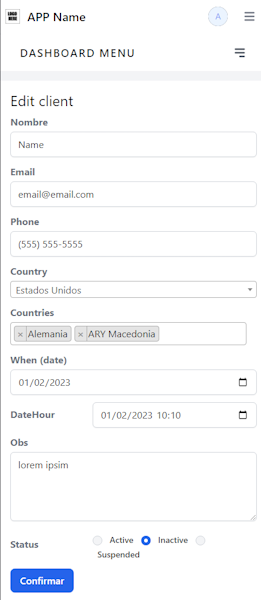 LOGO HERE APP Name A
DASHBOARD MENU
Edit client
Nombre
Name
Email
email@email.com
Phone
(555) 555-5555
Country
Estados Unidos
Countries
× Alemania × ARY Macedonia
When (date)
01/02/2023
DateHour 01/02/2023 10:10
Obs
lorem ipsim
Status Active Inactive
Suspended
Confirmar